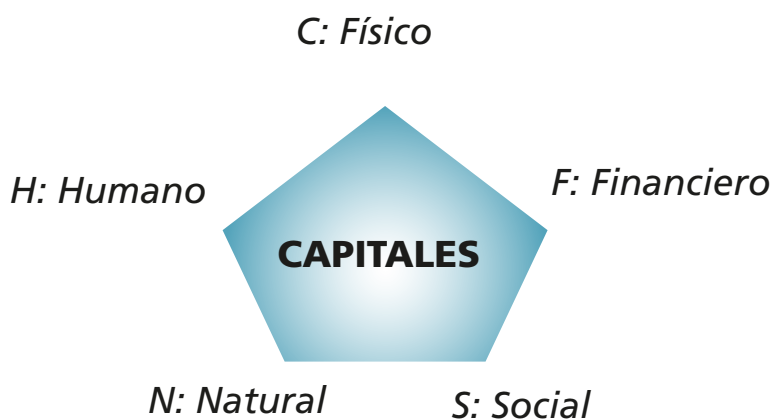 C: Físico
H: Humano
F: Financiero
CAPITALES
N: Natural
S: Social